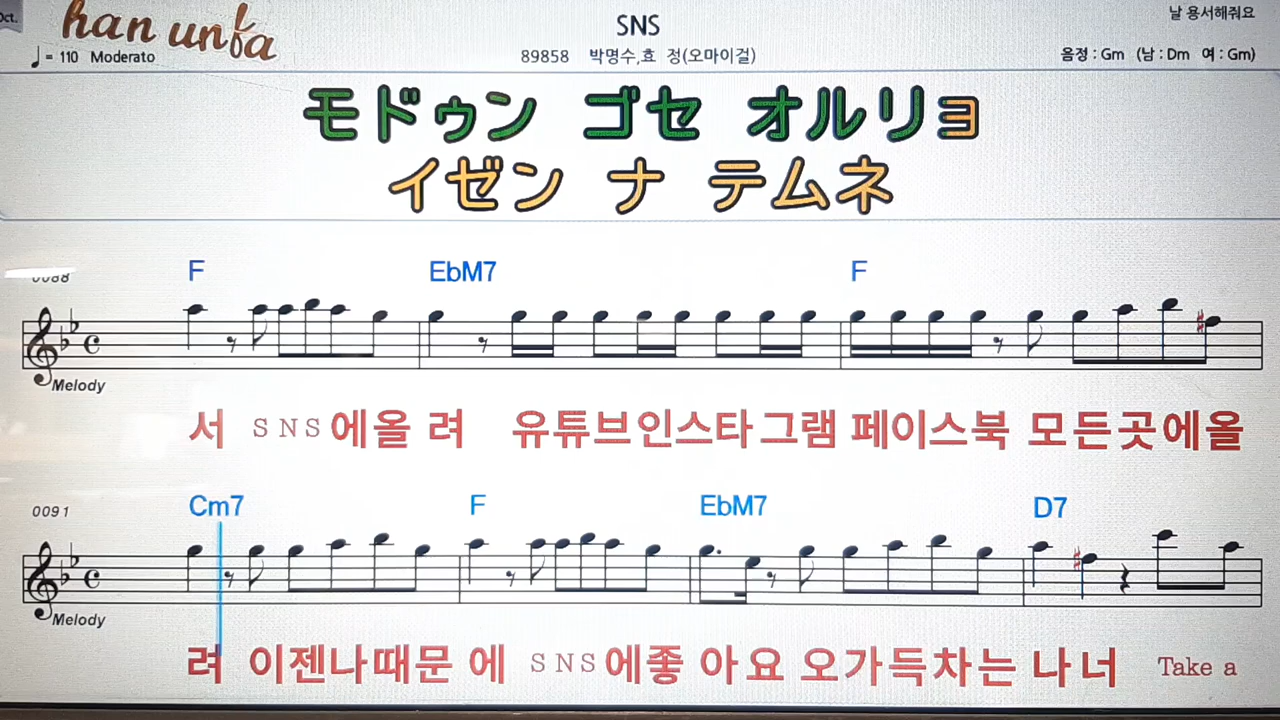 Oct.
han unfa
SNS
날 용서해줘요
♩ = 110 Moderato
89858 박명수,효 정(오마이걸)
음정 : Gm (남 : Dm 여 : Gm)
モドゥン ゴセ オルリョ
イゼン ナ テムネ
0088
F EbM7 F
Melody
서 SNS에올 려 유튜브인스타그램 페이스북 모든곳에올
0091
Cm7 F EbM7 D7
Melody
려 이젠나때문 에 SNS에좋 아요 오가득차는 나너 Take a